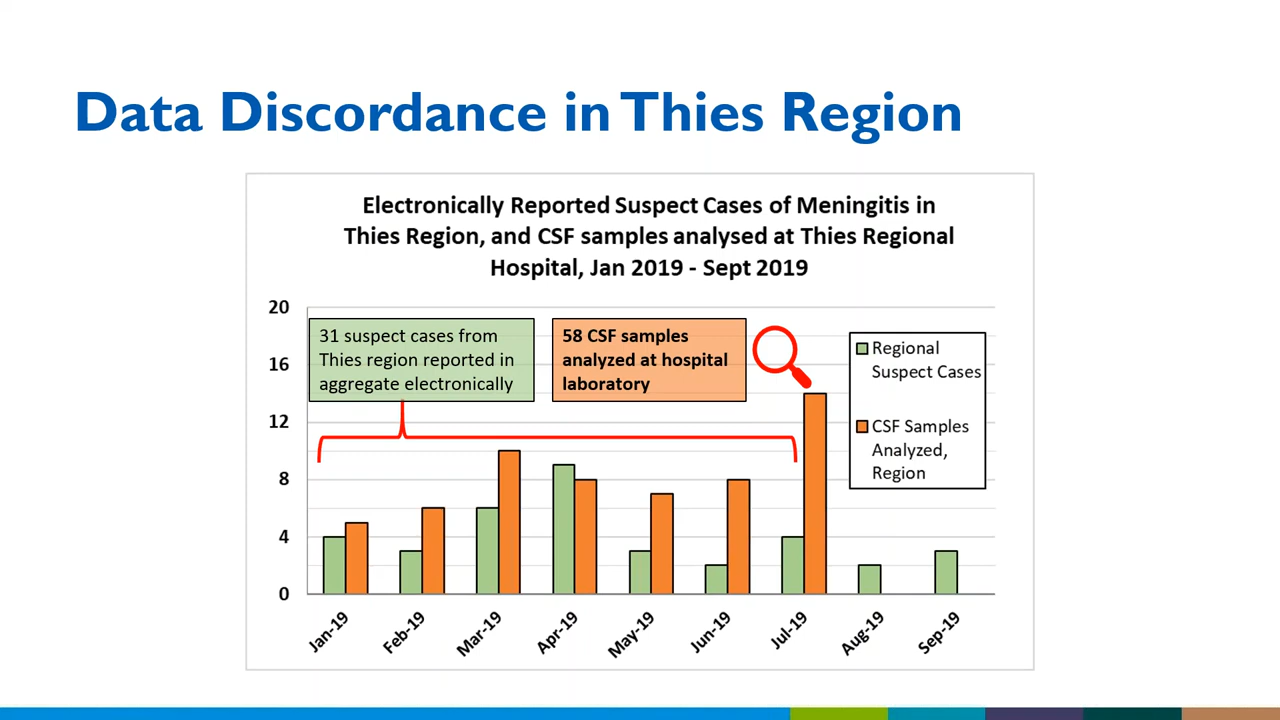 Data Discordance in Thies Region
Electronically Reported Suspect Cases of Meningitis in
Thies Region, and CSF samples analysed at Thies Regional
Hospital, Jan 2019 - Sept 2019
20
16
12
8
4
0
31 suspect cases from
Thies region reported in
aggregate electronically
58 CSF samples
analyzed at hospital
laboratory
Regional
Suspect Cases
CSF Samples
Analyzed,
Region
Jan-19
Feb-19
Mar-19
Apr-19
May-19
Jun-19
Jul-19
Aug-19
Sep-19